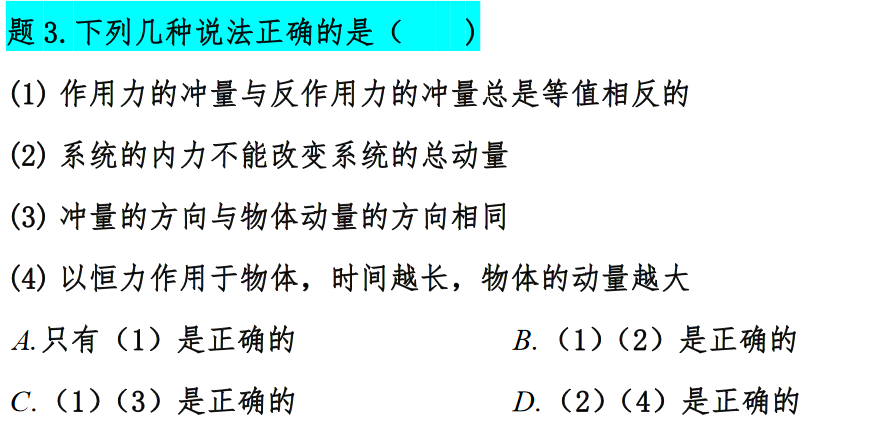 题 3.下列几种说法正确的是（    )
(1) 作用力的冲量与反作用力的冲量总是等值相反的
(2) 系统的内力不能改变系统的总动量
(3) 冲量的方向与物体动量的方向相同
(4) 以恒力作用于物体，时间越长，物体的动量越大
A.只有（1）是正确的 B.（1）（2）是正确的
C.（1）（3）是正确的 D.（2）（4）是正确的